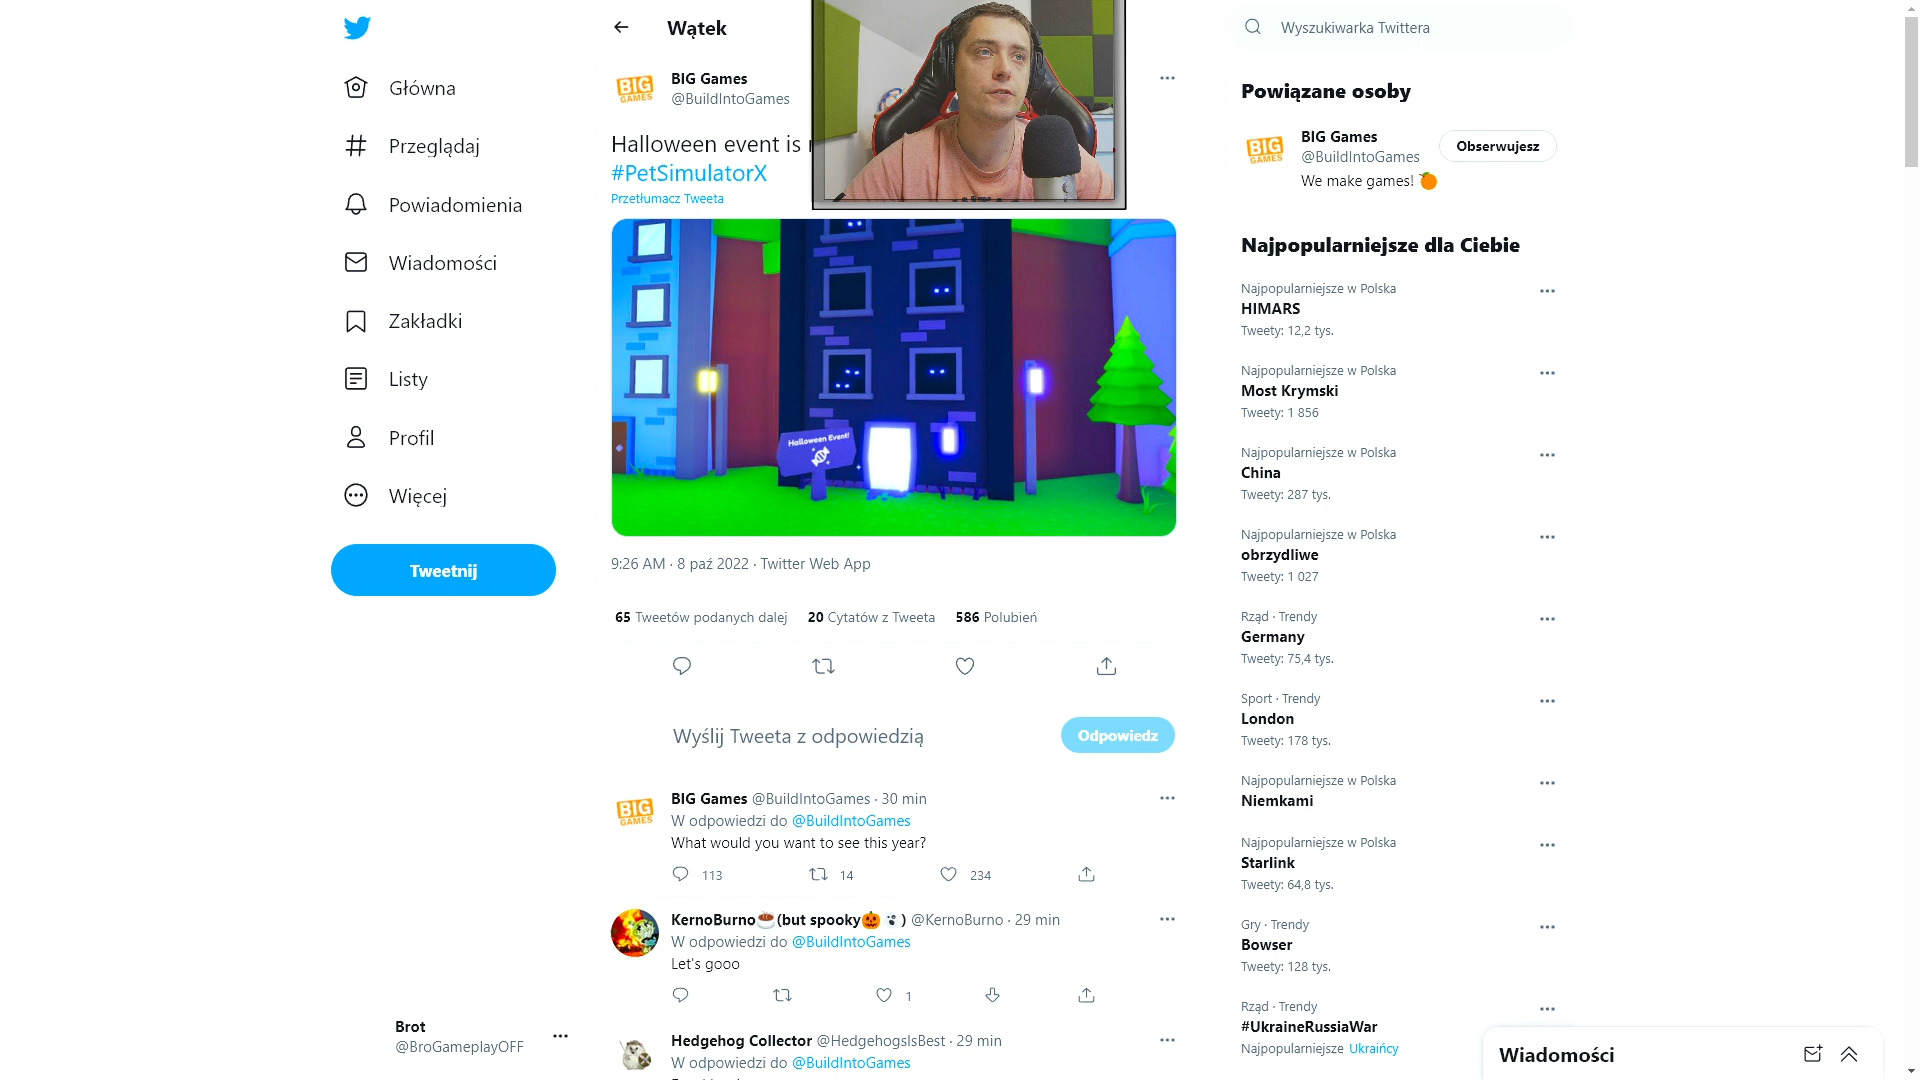 Główna
Przeglądaj
Powiadomienia
Wiadomości
Zakładki
Listy
Profil
Więcej
Tweetnij
Brot
@BroGameplayOFF
Wątek
BIG GAMES
BIG Games
@BuildIntoGames
Halloween event is
#PetSimulatorX
Przetłumacz Tweeta
Halloween Event!
9:26 AM · 8 paź 2022 · Twitter Web App
65 Tweetów podanych dalej 20 Cytatów z Tweeta 586 Polubień
Wyślij Tweeta z odpowiedzią
Odpowiedz
BIG GAMES
BIG Games @BuildIntoGames · 30 min
W odpowiedzi do @BuildIntoGames
What would you want to see this year?
113 14 234
KernoBurno☕(but spooky🎃👻) @KernoBurno · 29 min
W odpowiedzi do @BuildIntoGames
Let's gooo
1
Hedgehog Collector @HedgehogsIsBest · 29 min
W odpowiedzi do @BuildIntoGames
Wyszukiwarka Twittera
Powiązane osoby
BIG GAMES
BIG Games
@BuildIntoGames
Obserwujesz
We make games! 🍊
Najpopularniejsze dla Ciebie
Najpopularniejsze w Polska
HIMARS
Tweety: 12,2 tys.
Najpopularniejsze w Polska
Most Krymski
Tweety: 1 856
Najpopularniejsze w Polska
China
Tweety: 287 tys.
Najpopularniejsze w Polska
obrzydliwe
Tweety: 1 027
Rząd · Trendy
Germany
Tweety: 75,4 tys.
Sport · Trendy
London
Tweety: 178 tys.
Najpopularniejsze w Polska
Niemkami
Najpopularniejsze w Polska
Starlink
Tweety: 64,8 tys.
Gry · Trendy
Bowser
Tweety: 128 tys.
Rząd · Trendy
#UkraineRussiaWar
Najpopularniejsze Ukraińcy
Wiadomości